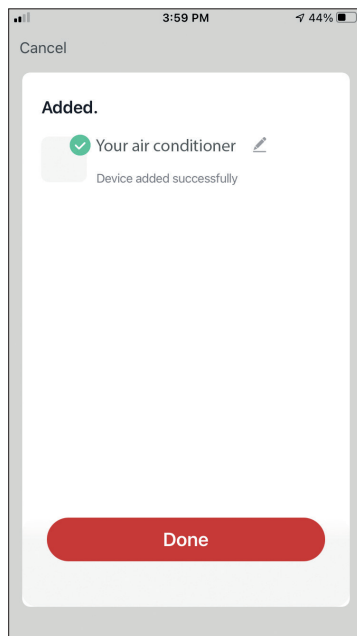 3:59 PM
44%
Cancel
Added.
Your air conditioner
Device added successfully
Done